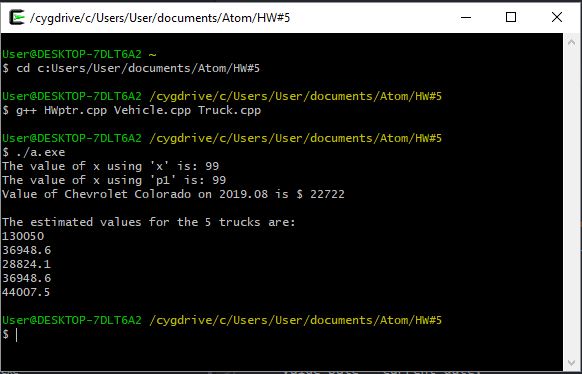 /cygdrive/c/Users/User/documents/Atom/HW#5
User@DESKTOP-7DLT6A2 ~
$ cd c:Users/User/documents/Atom/HW#5
User@DESKTOP-7DLT6A2 /cygdrive/c/Users/User/documents/Atom/HW#5
$ g++ HWptr.cpp Vehicle.cpp Truck.cpp
User@DESKTOP-7DLT6A2 /cygdrive/c/Users/User/documents/Atom/HW#5
$ ./a.exe
The value of x using 'x' is: 99
The value of x using 'p1' is: 99
Value of Chevrolet Colorado on 2019.08 is $ 22722
The estimated values for the 5 trucks are:
130050
36948.6
28824.1
36948.6
44007.5
User@DESKTOP-7DLT6A2 /cygdrive/c/Users/User/documents/Atom/HW#5
$